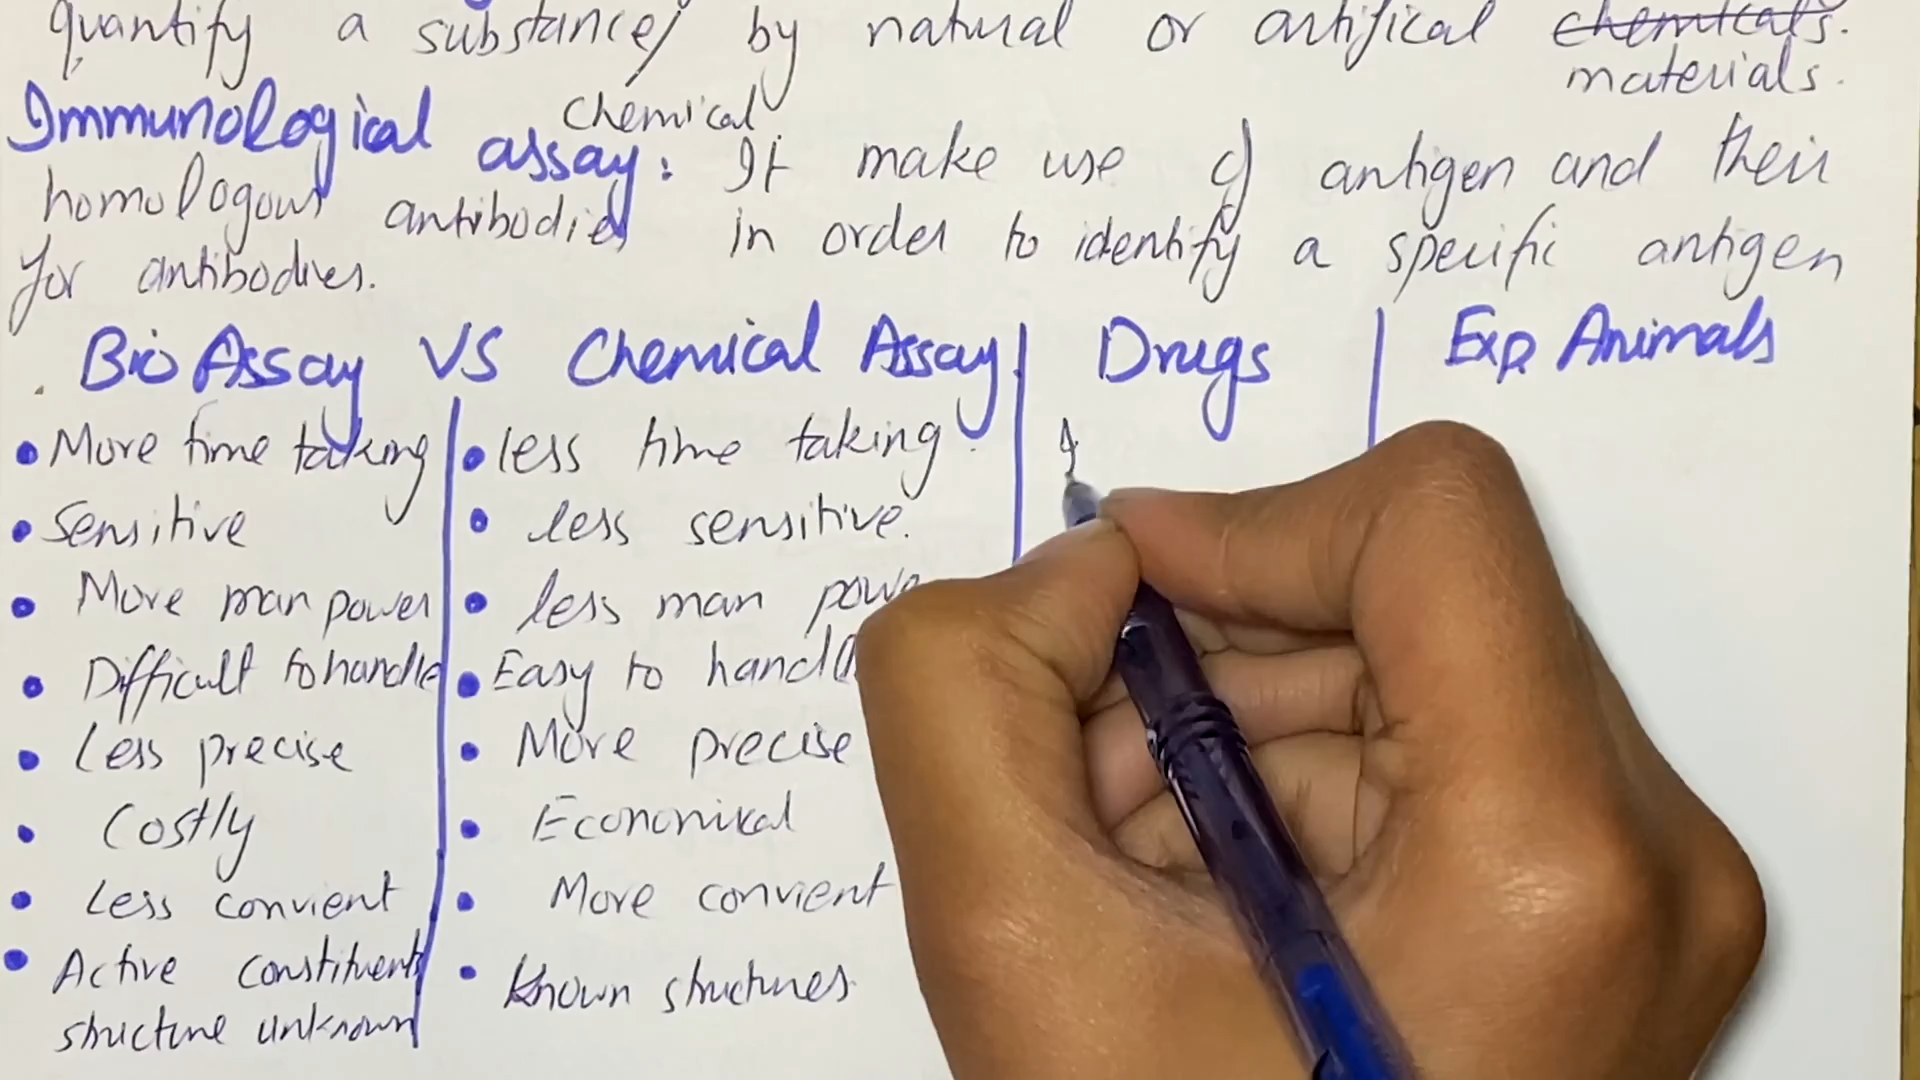 quantify a substance, by natural or artifical chemicals.
materials.
chemical
Immunological assay: It make use of antigen and their
homologous antibodies in order to identify a specific antigen
for antibodies.
Bio Assay VS Chemical Assay. Drugs Exp Animals
• More time taking • less time taking.
• Sensitive • less sensitive.
• More man power • less man powe
• Difficult to handle • Easy to handl
• Less precise • More precise
• Costly • Economical
• Less convient • More convient
• Active constituents • Known structures.
structure unknown